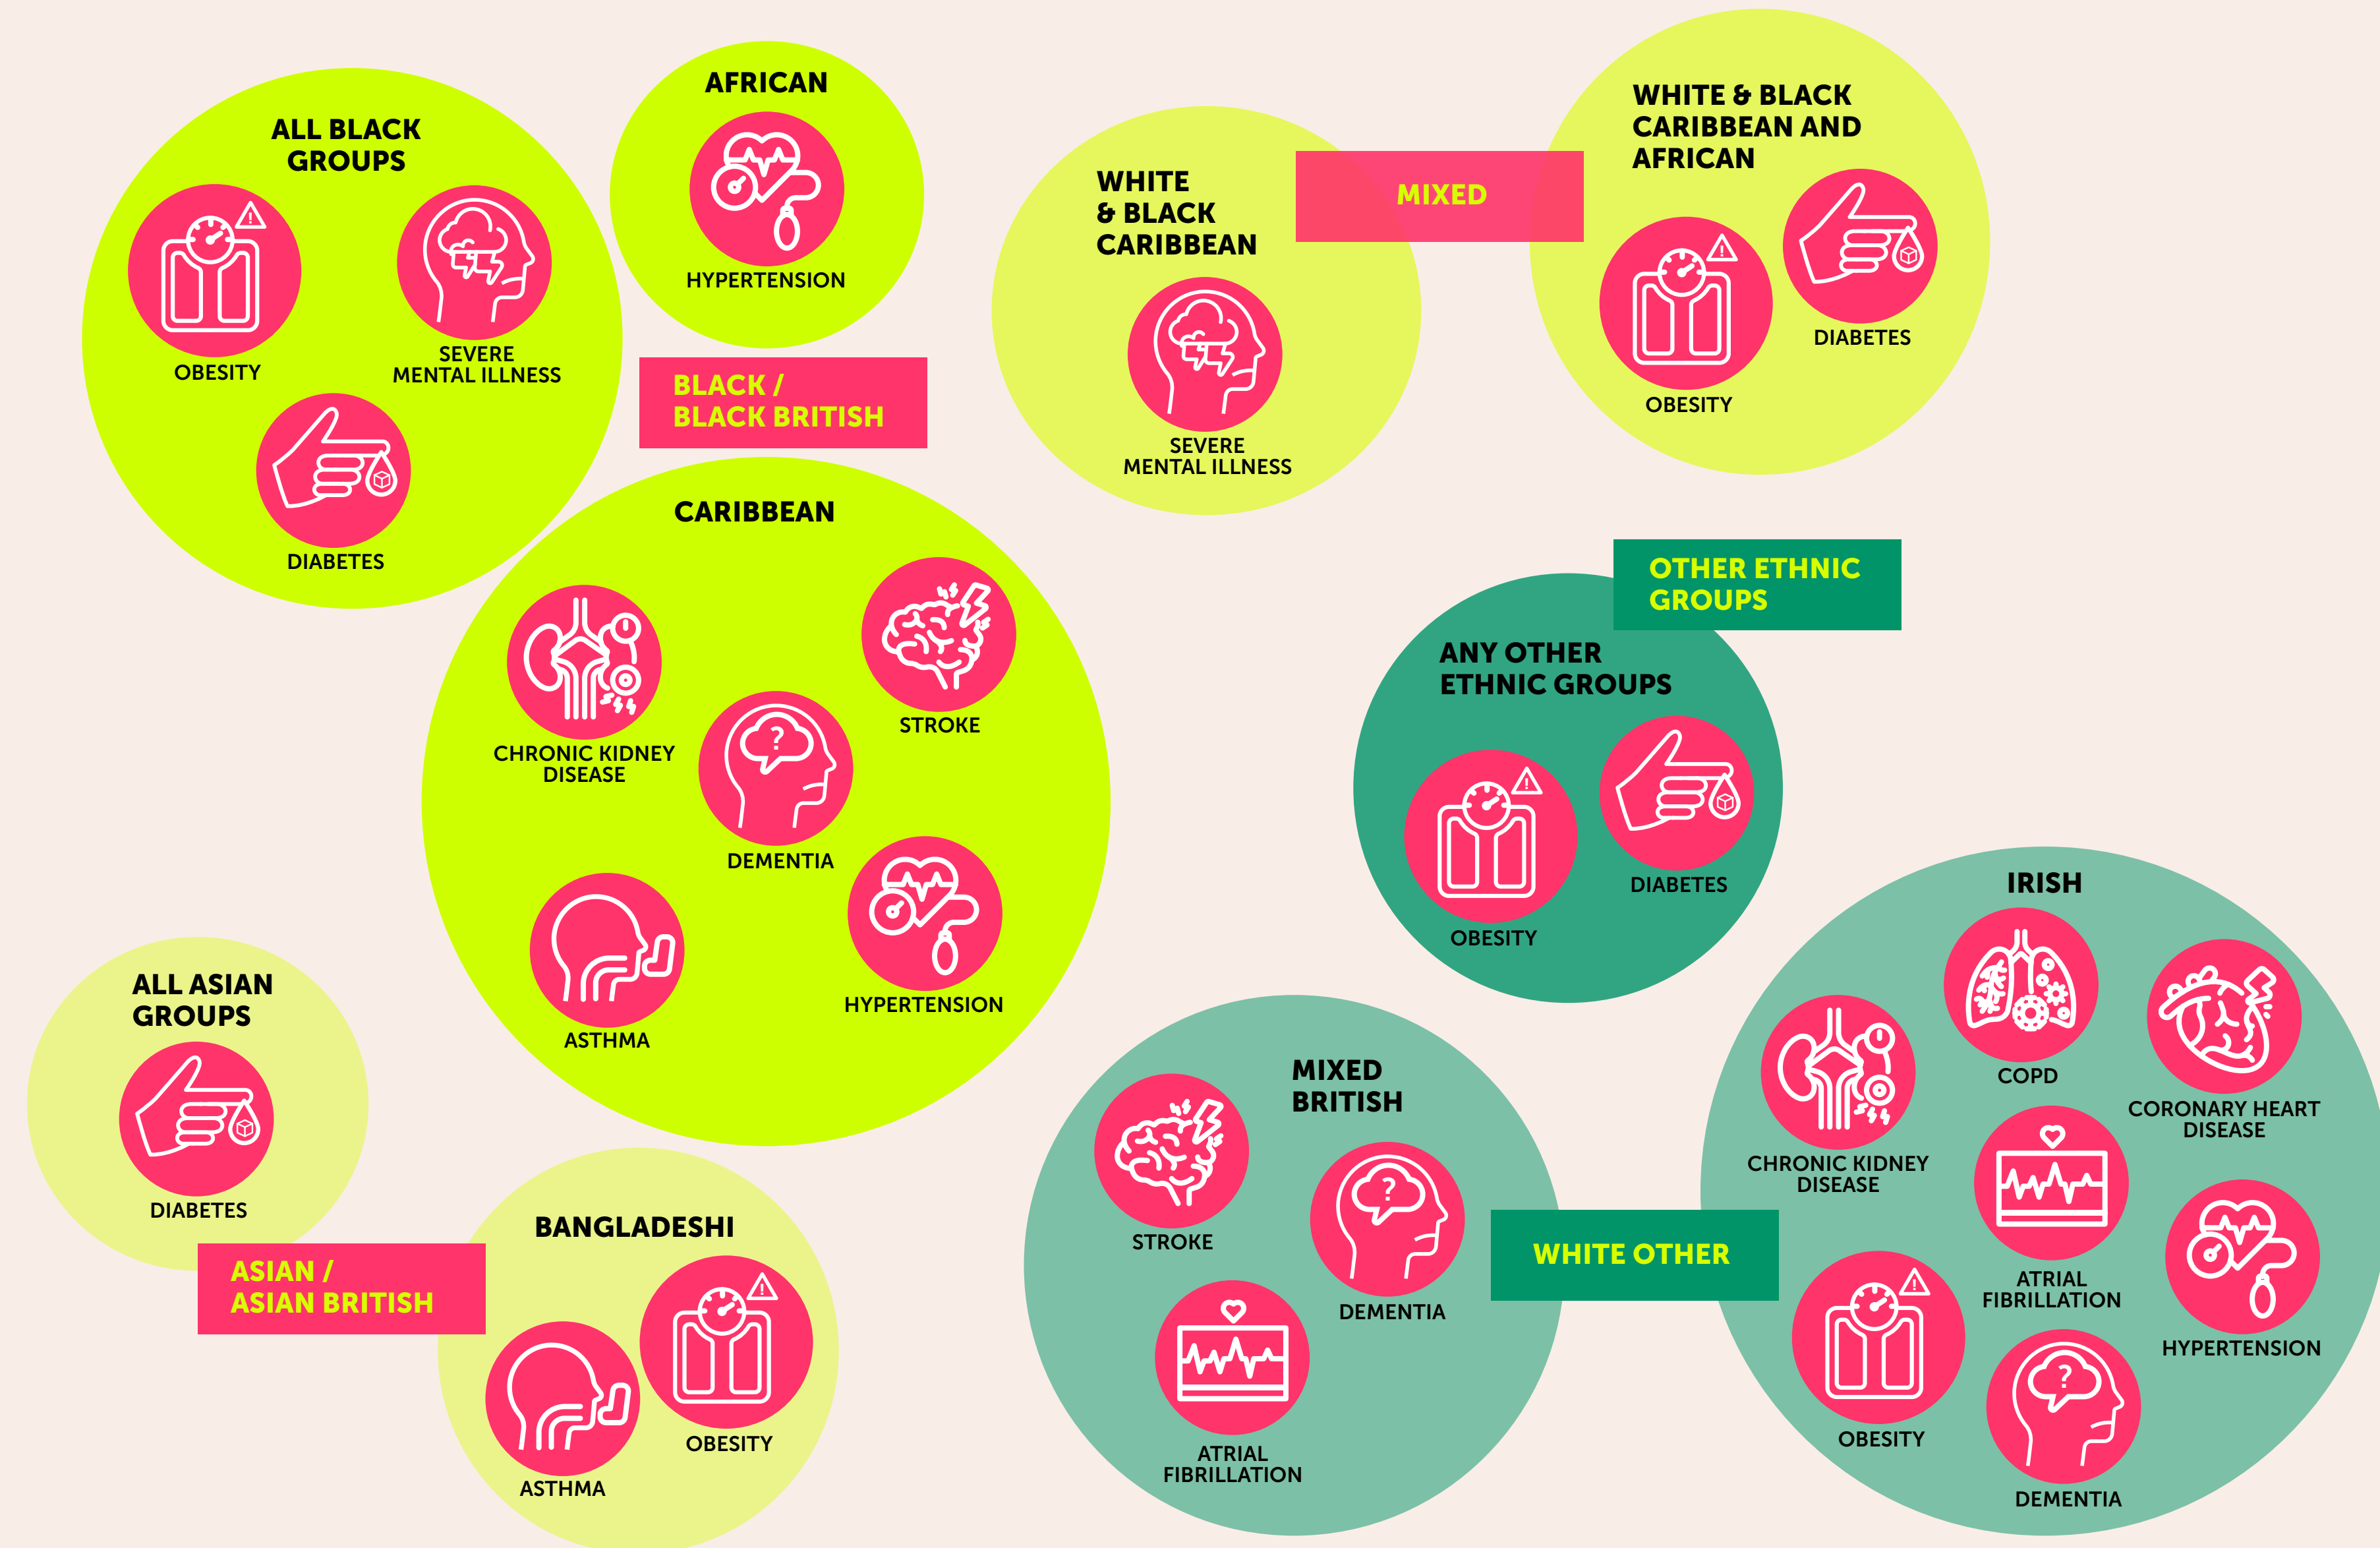 ALL BLACK
GROUPS
OBESITY
SEVERE
MENTAL ILLNESS
DIABETES
AFRICAN
HYPERTENSION
BLACK /
BLACK BRITISH
CARIBBEAN
CHRONIC KIDNEY
DISEASE
STROKE
?
DEMENTIA
ASTHMA
HYPERTENSION
WHITE
& BLACK
CARIBBEAN
SEVERE
MENTAL ILLNESS
MIXED
WHITE & BLACK
CARIBBEAN AND
AFRICAN
OBESITY
DIABETES
OTHER ETHNIC
GROUPS
ANY OTHER
ETHNIC GROUPS
OBESITY
DIABETES
ALL ASIAN
GROUPS
DIABETES
ASIAN /
ASIAN BRITISH
BANGLADESHI
ASTHMA
OBESITY
MIXED
BRITISH
STROKE
?
DEMENTIA
ATRIAL
FIBRILLATION
WHITE OTHER
IRISH
COPD
CORONARY HEART
DISEASE
CHRONIC KIDNEY
DISEASE
ATRIAL
FIBRILLATION
HYPERTENSION
OBESITY
?
DEMENTIA